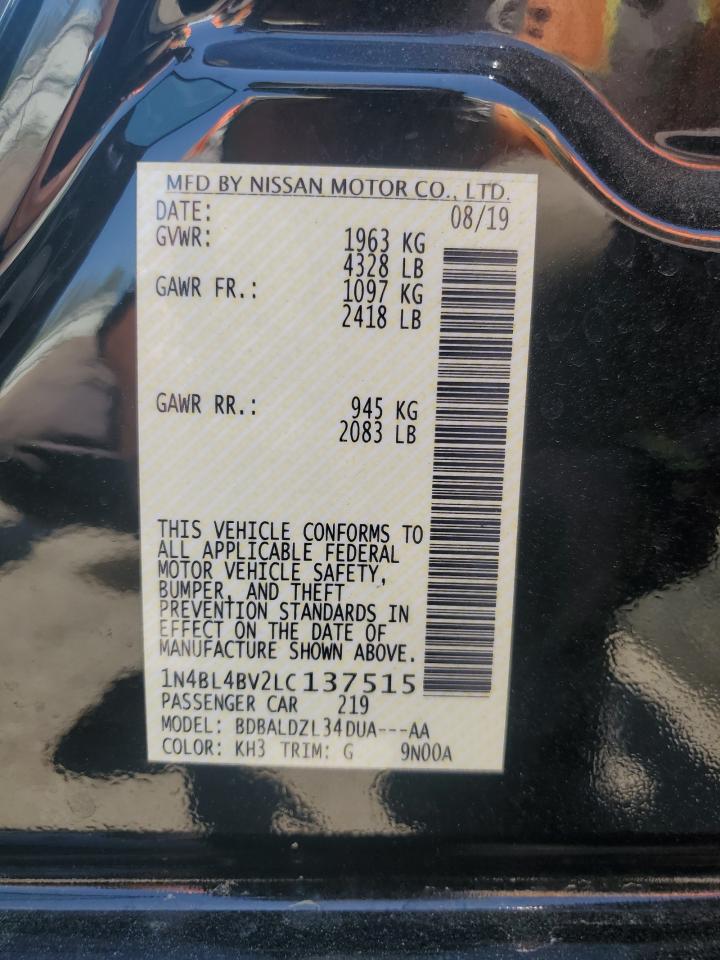 MFD BY NISSAN MOTOR CO., LTD.
DATE: 08/19
GVWR: 1963 KG
4328 LB
GAWR FR.: 1097 KG
2418 LB
GAWR RR.: 945 KG
2083 LB
THIS VEHICLE CONFORMS TO
ALL APPLICABLE FEDERAL
MOTOR VEHICLE SAFETY,
BUMPER, AND THEFT
PREVENTION STANDARDS IN
EFFECT ON THE DATE OF
MANUFACTURE SHOWN ABOVE.
1N4BL4BV2LC137515
PASSENGER CAR 219
MODEL: BDBALDZL34DUA---AA
COLOR: KH3 TRIM: G 9N00A